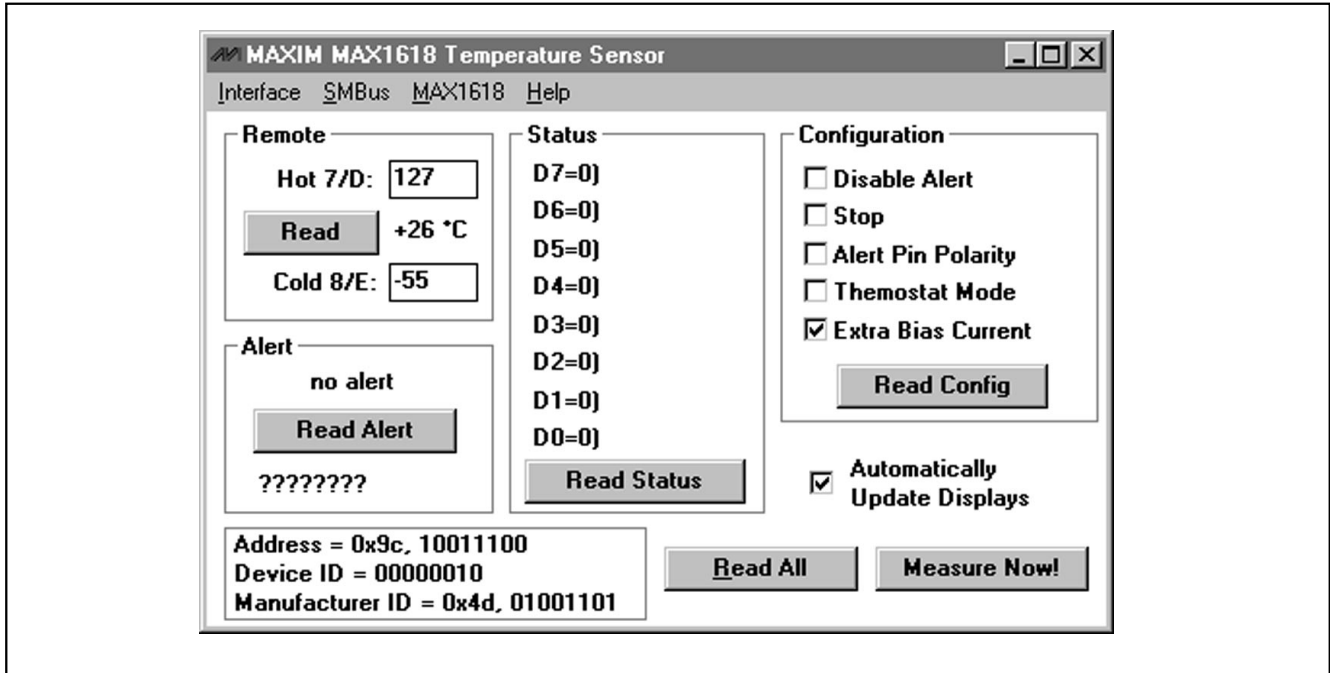 MAXIM MAX1618 Temperature Sensor
Interface SMBus MAX1618 Help
Remote
Hot 7/D: 127
Read +26 °C
Cold 8/E: -55
Alert
no alert
Read Alert
????????
Status
D7=0)
D6=0)
D5=0)
D4=0)
D3=0)
D2=0)
D1=0)
D0=0)
Read Status
Configuration
Disable Alert
Stop
Alert Pin Polarity
Themostat Mode
Extra Bias Current
Read Config
Automatically
Update Displays
Address = 0x9c, 10011100
Device ID = 00000010
Manufacturer ID = 0x4d, 01001101
Read All
Measure Now!